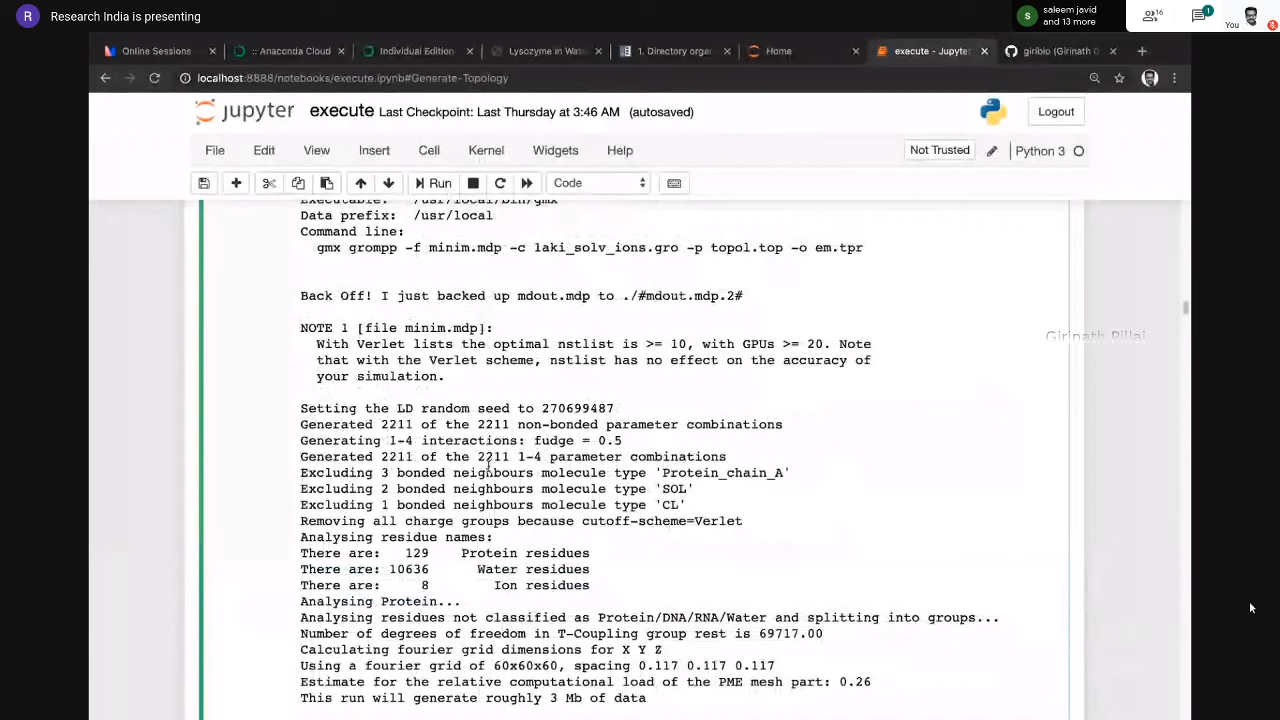 R Research India is presenting
S saleem javid and 13 more
16
1
You
Online Sessions
:: Anaconda Cloud
Individual Edition
Lysozyme in Wate
1. Directory orga
Home
execute - Jupyte
giribio (Girinath D
localhost:8888/notebooks/execute.ipynb#Generate-Topology
jupyter execute Last Checkpoint: Last Thursday at 3:46 AM (autosaved)
Logout
File Edit View Insert Cell Kernel Widgets Help
Not Trusted Python 3
Run Code
Executable: /usr/local/bin/gmx
Data prefix: /usr/local
Command line:
gmx grompp -f minim.mdp -c 1aki_solv_ions.gro -p topol.top -o em.tpr
Back Off! I just backed up mdout.mdp to ./#mdout.mdp.2#
NOTE 1 [file minim.mdp]:
With Verlet lists the optimal nstlist is >= 10, with GPUs >= 20. Note
that with the Verlet scheme, nstlist has no effect on the accuracy of
your simulation.
Girinath Pillai
Setting the LD random seed to 270699487
Generated 2211 of the 2211 non-bonded parameter combinations
Generating 1-4 interactions: fudge = 0.5
Generated 2211 of the 2211 1-4 parameter combinations
Excluding 3 bonded neighbours molecule type 'Protein_chain_A'
Excluding 2 bonded neighbours molecule type 'SOL'
Excluding 1 bonded neighbours molecule type 'CL'
Removing all charge groups because cutoff-scheme=Verlet
Analysing residue names:
There are: 129 Protein residues
There are: 10636 Water residues
There are: 8 Ion residues
Analysing Protein...
Analysing residues not classified as Protein/DNA/RNA/Water and splitting into groups...
Number of degrees of freedom in T-Coupling group rest is 69717.00
Calculating fourier grid dimensions for X Y Z
Using a fourier grid of 60x60x60, spacing 0.117 0.117 0.117
Estimate for the relative computational load of the PME mesh part: 0.26
This run will generate roughly 3 Mb of data